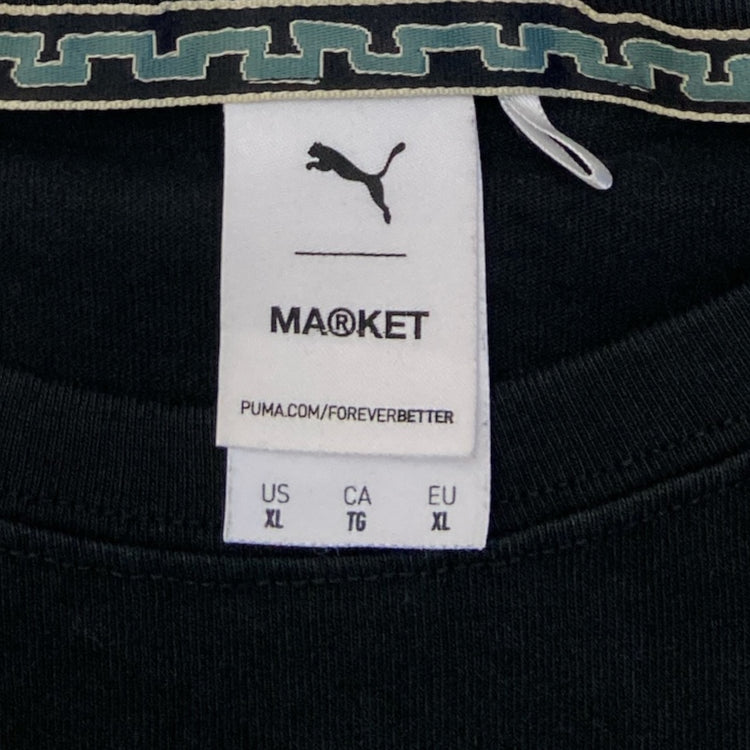 MA®KET
PUMA.COM/FOREVERBETTER
US CA EU
XL TG XL